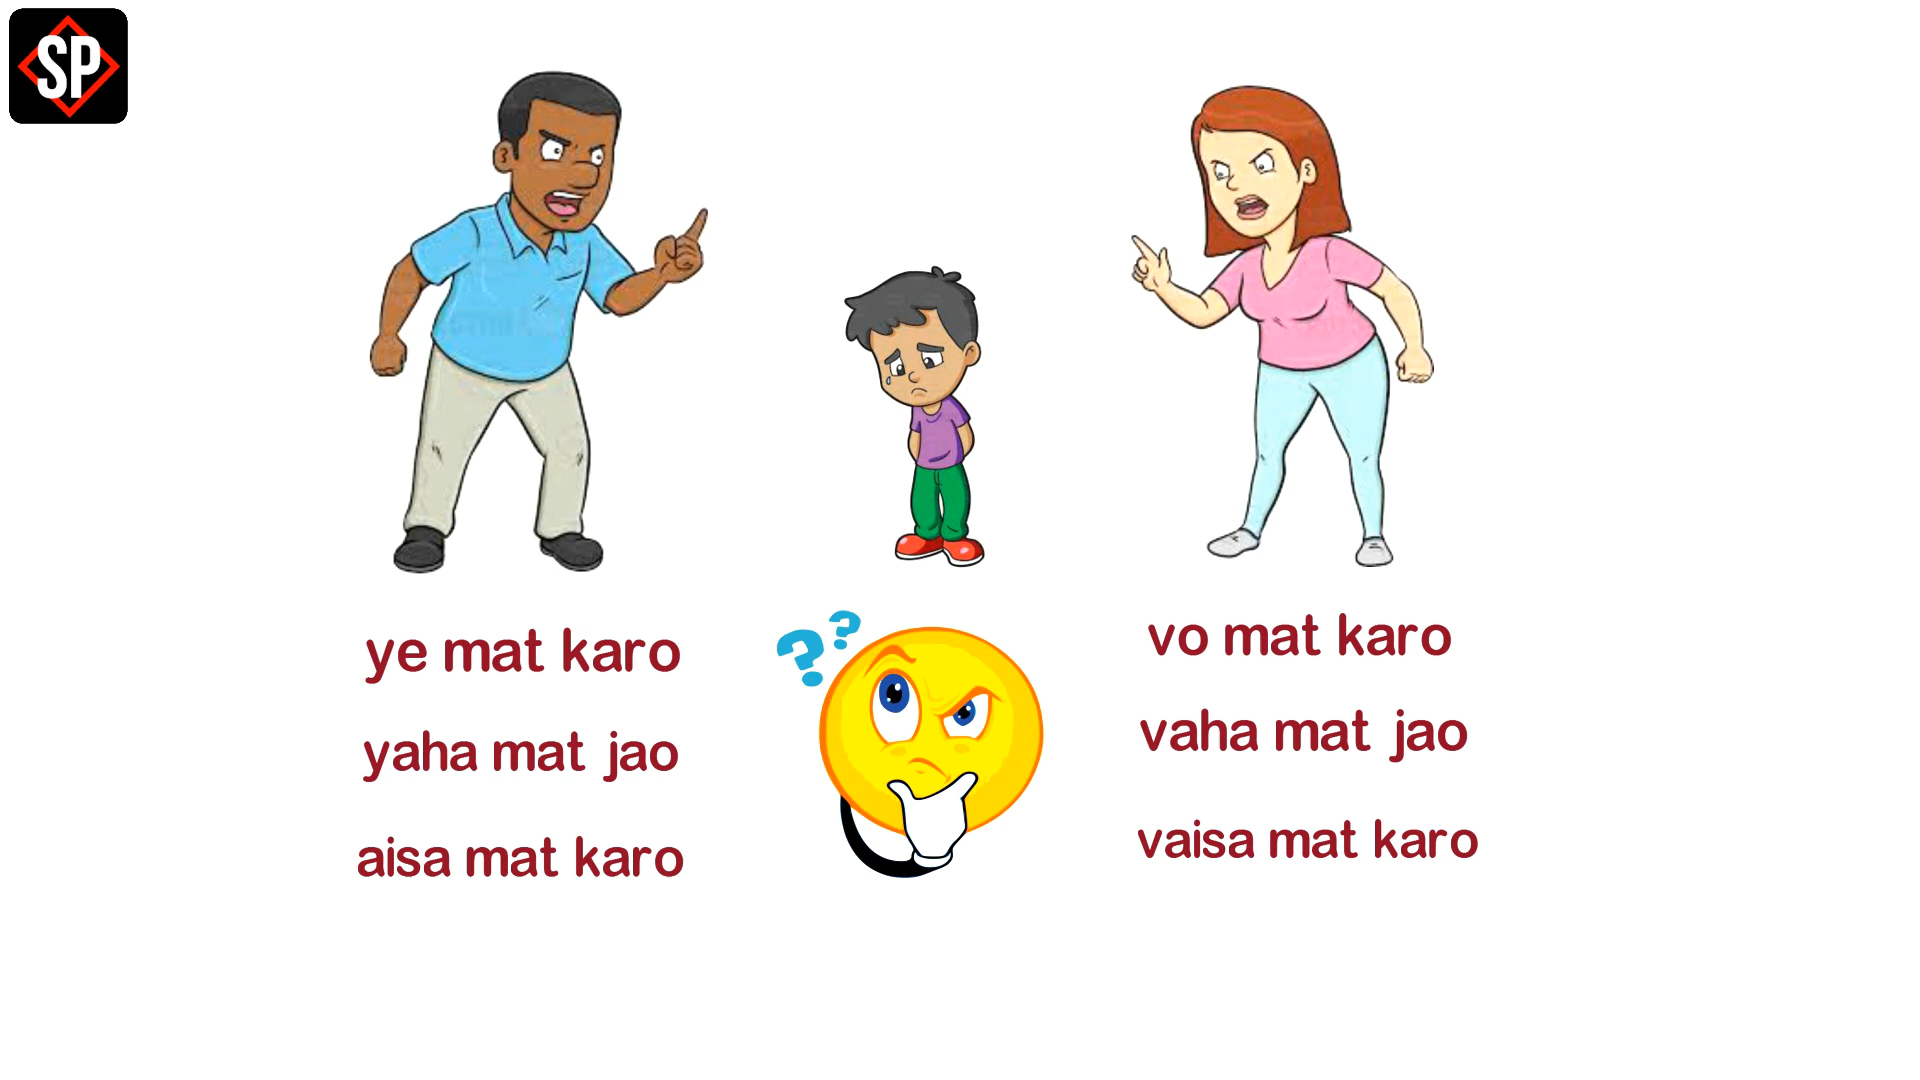 SP
ye mat karo
yaha mat jao
aisa mat karo
??
vo mat karo
vaha mat jao
vaisa mat karo